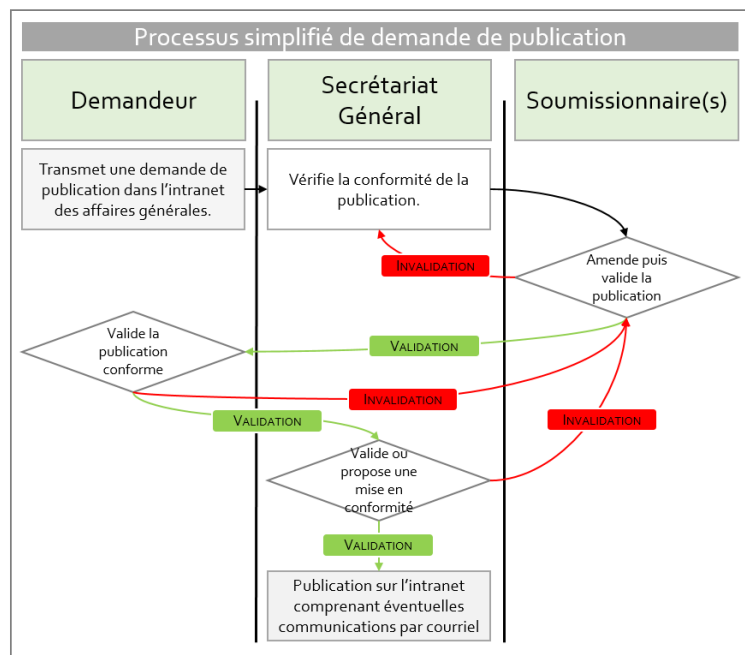 Processus simplifié de demande de publication
Demandeur
Secrétariat
Général
Soumissionnaire(s)
Transmet une demande de
publication dans l'intranet
des affaires générales.
Vérifie la conformité de la
publication.
Invalidation
Amende puis
valide la
publication
Validation
Valide la
publication
conforme
Invalidation
Validation
Invalidation
Valide ou
propose une
mise en
conformité
Validation
Publication sur l'intranet
comprenant éventuelles
communications par courriel